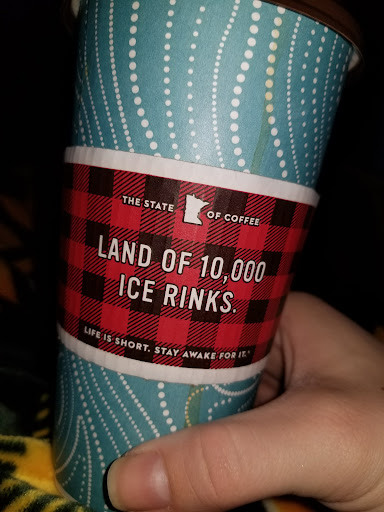 THE STATE OF COFFEE
LAND OF 10,000
ICE RINKS.
LIFE IS SHORT. STAY AWAKE FOR IT.®